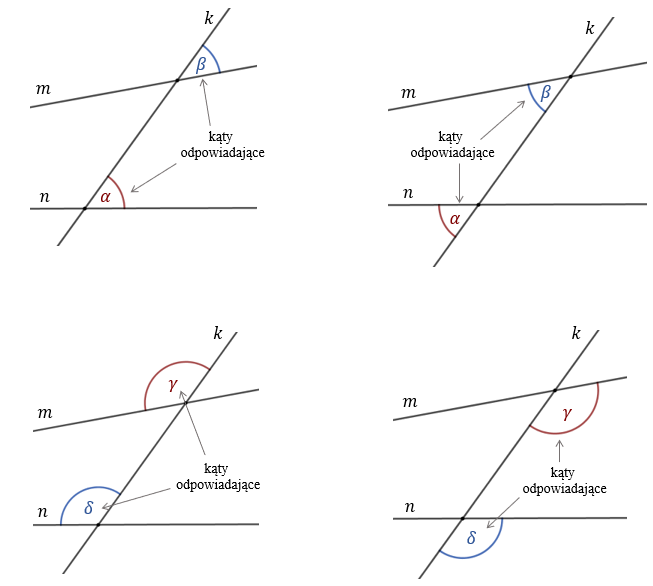 k
m
β
kąty
odpowiadające
n
α
k
m
β
kąty
odpowiadające
n
α
k
γ
m
kąty
odpowiadające
n
δ
k
m
γ
kąty
odpowiadające
n
δ